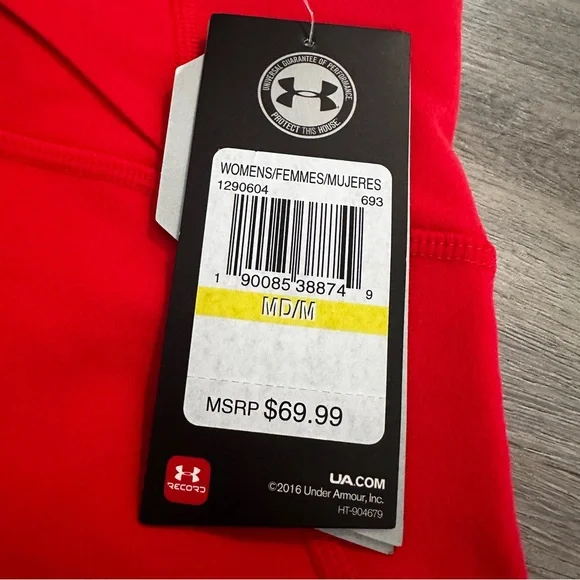 UNIVERSAL GUARANTEE OF PERFORMANCE
PROTECT THIS HOUSE
WOMENS/FEMMES/MUJERES
1290604 693
1 90085 38874 9
MD/M
MSRP $69.99
RECORD
UA.COM
©2016 Under Armour, Inc.
HT-904679